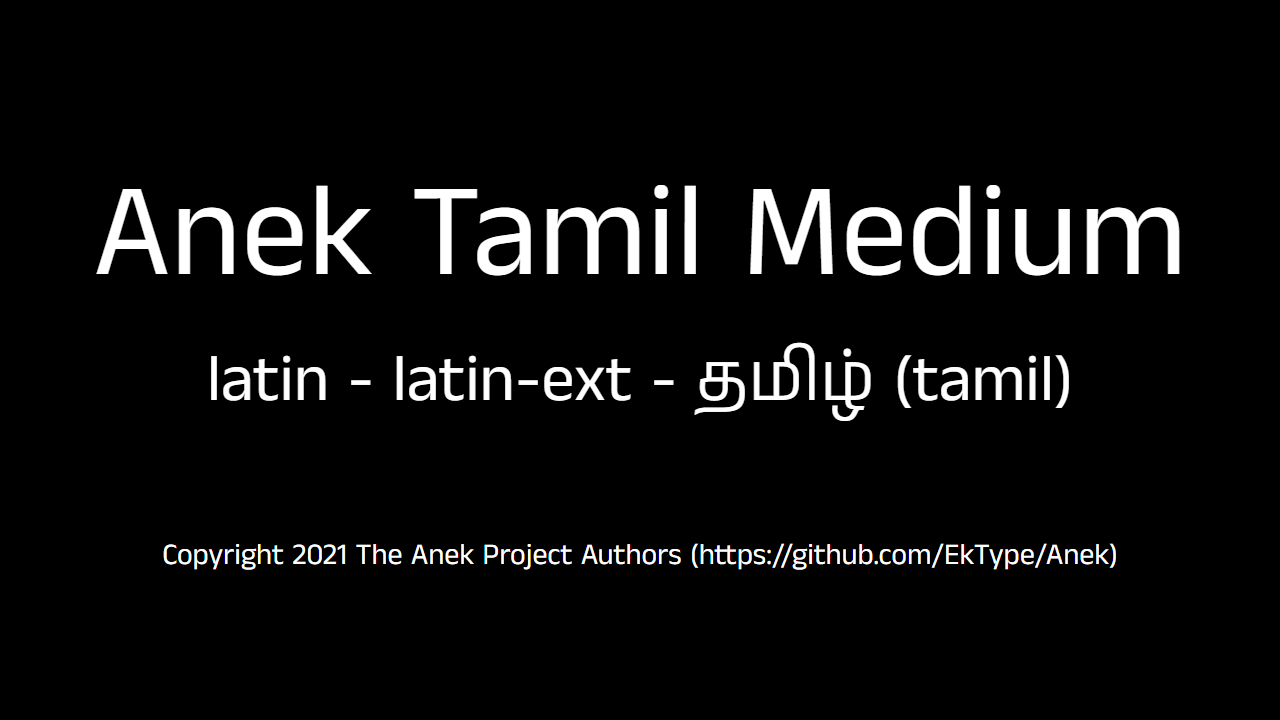 Anek Tamil Medium
latin - latin-ext - தமிழ் (tamil)
Copyright 2021 The Anek Project Authors (https://github.com/EkType/Anek)